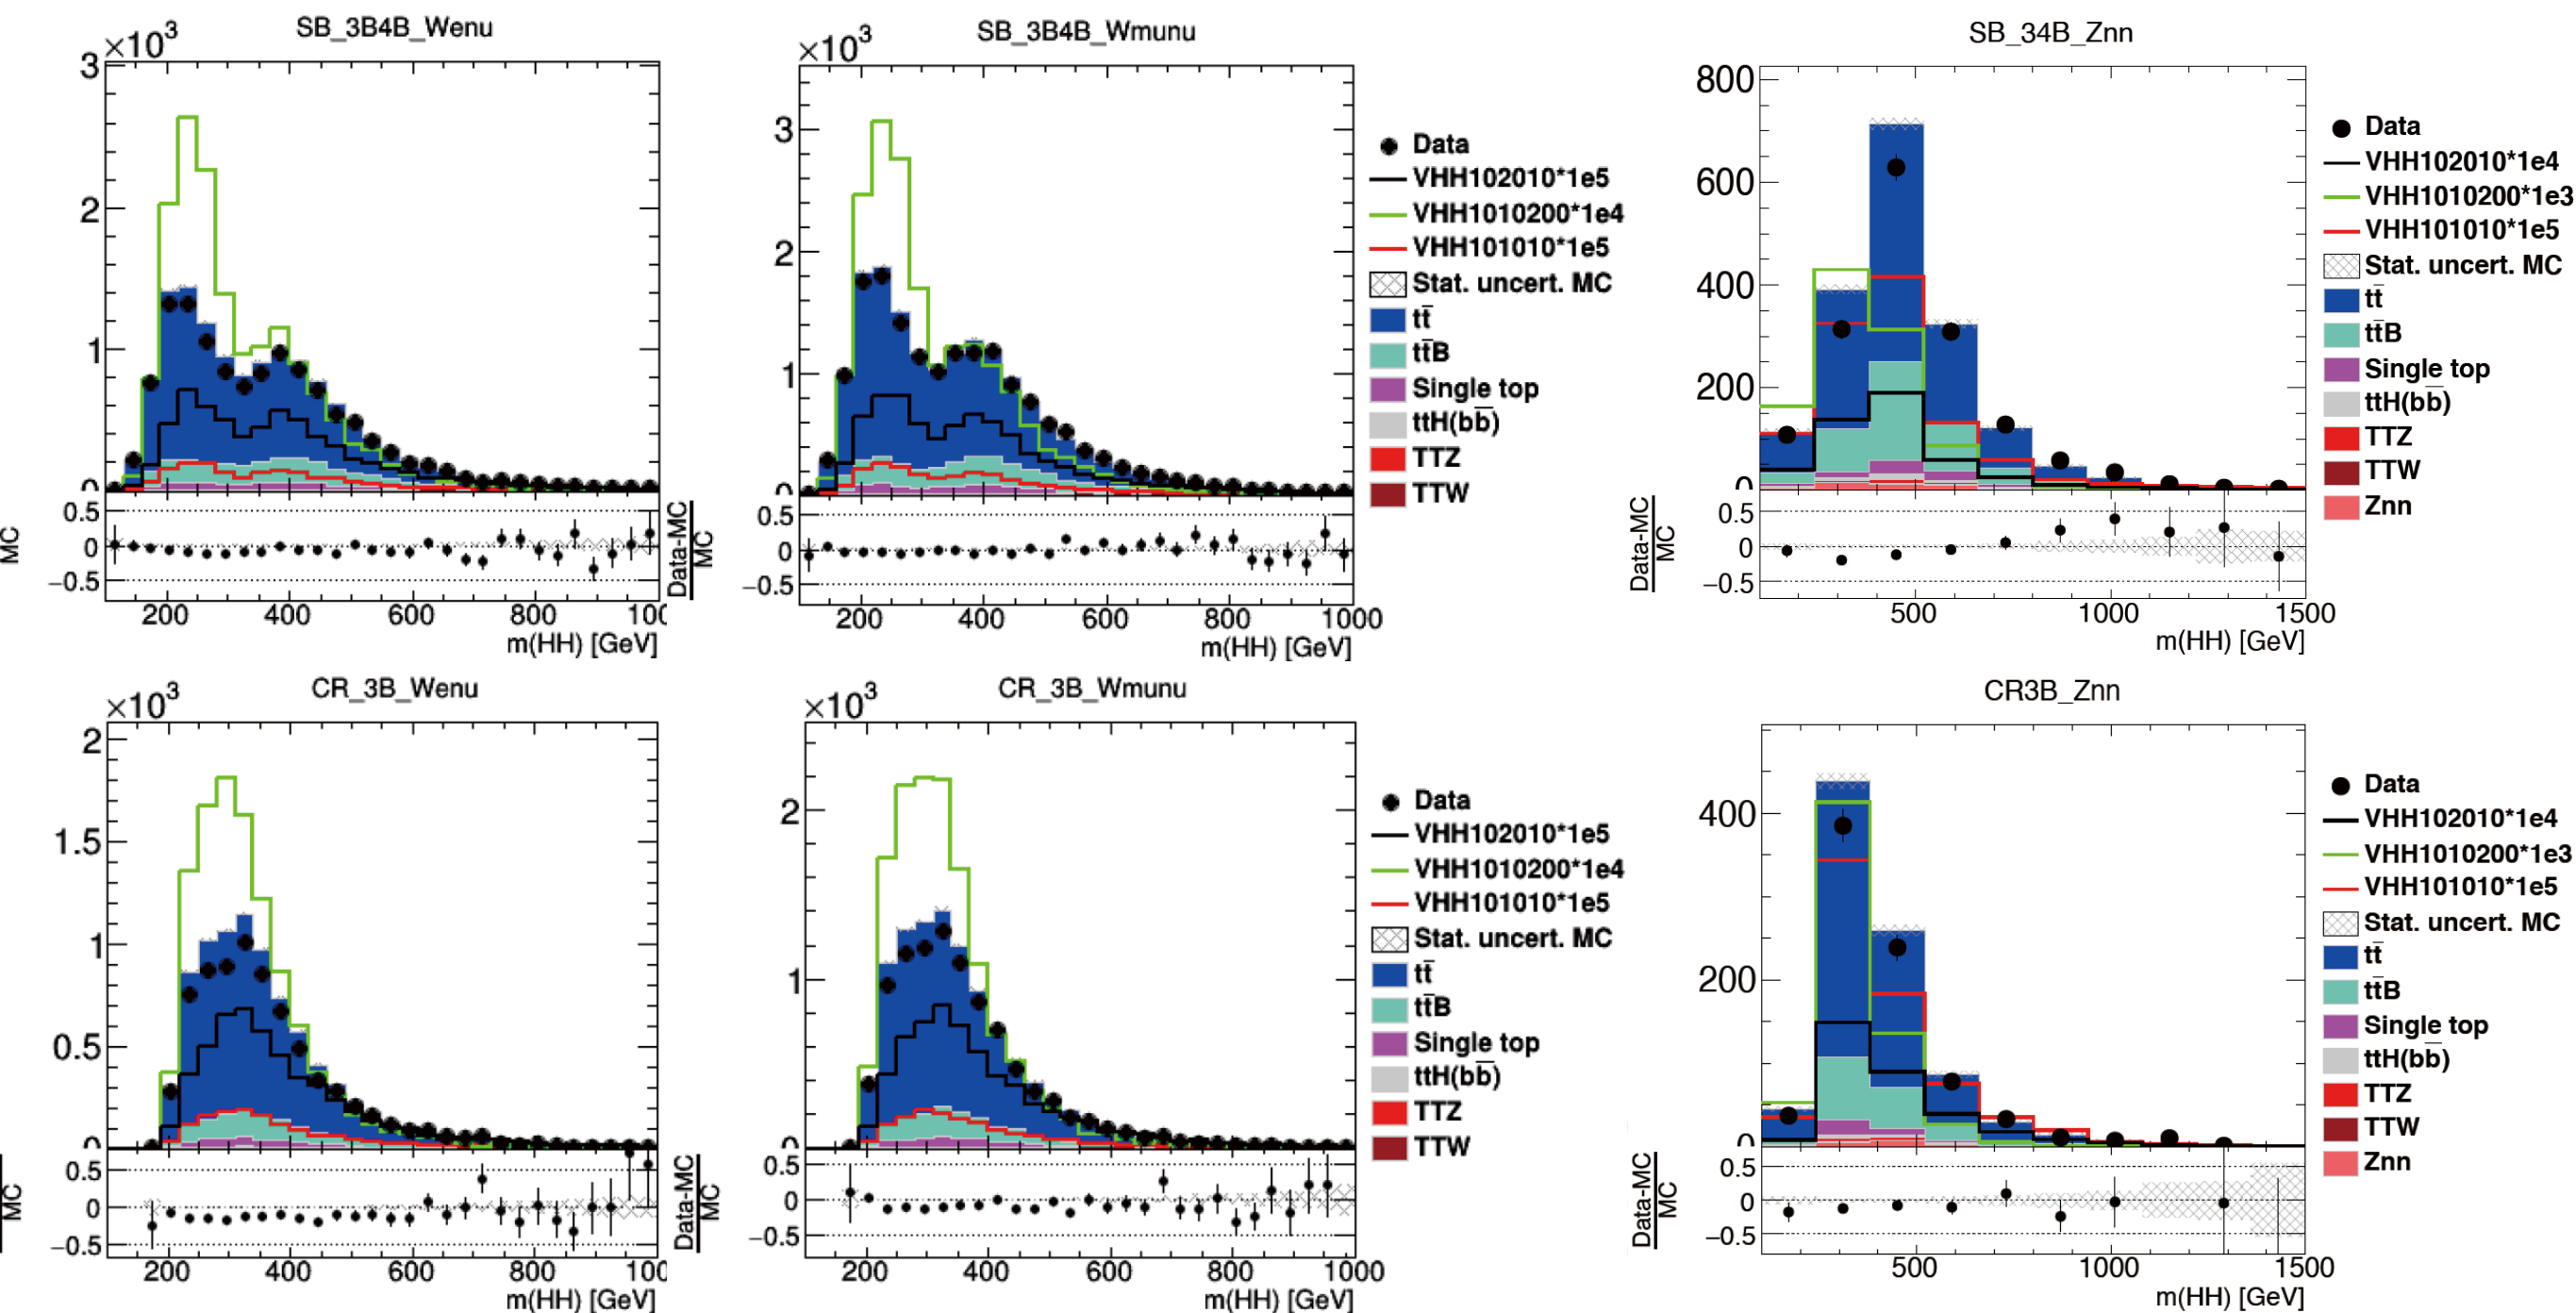 SB_3B4B_Wenu
×10³
3
2
1
0
0.5
0
−0.5
MC
200 400 600 800 100
m(HH) [GeV]
SB_3B4B_Wmunu
×10³
3
2
1
0
0.5
0
−0.5
Data-MC
MC
200 400 600 800 1000
m(HH) [GeV]
Data
VHH102010*1e5
VHH1010200*1e4
VHH101010*1e5
Stat. uncert. MC
tt̅
tt̅B
Single top
ttH(bb̅)
TTZ
TTW
SB_34B_Znn
800
600
400
200
0
0.5
0
−0.5
Data-MC
MC
500 1000 1500
m(HH) [GeV]
Data
VHH102010*1e4
VHH1010200*1e3
VHH101010*1e5
Stat. uncert. MC
tt̅
tt̅B
Single top
ttH(bb̅)
TTZ
TTW
Znn
CR_3B_Wenu
×10³
2
1.5
1
0.5
0
0.5
0
−0.5
MC
200 400 600 800 100
m(HH) [GeV]
CR_3B_Wmunu
×10³
2
1
0
0.5
0
−0.5
Data-MC
MC
200 400 600 800 1000
m(HH) [GeV]
Data
VHH102010*1e5
VHH1010200*1e4
VHH101010*1e5
Stat. uncert. MC
tt̅
tt̅B
Single top
ttH(bb̅)
TTZ
TTW
CR3B_Znn
400
200
0
0.5
0
−0.5
Data-MC
MC
500 1000 1500
m(HH) [GeV]
Data
VHH102010*1e4
VHH1010200*1e3
VHH101010*1e5
Stat. uncert. MC
tt̅
tt̅B
Single top
ttH(bb̅)
TTZ
TTW
Znn